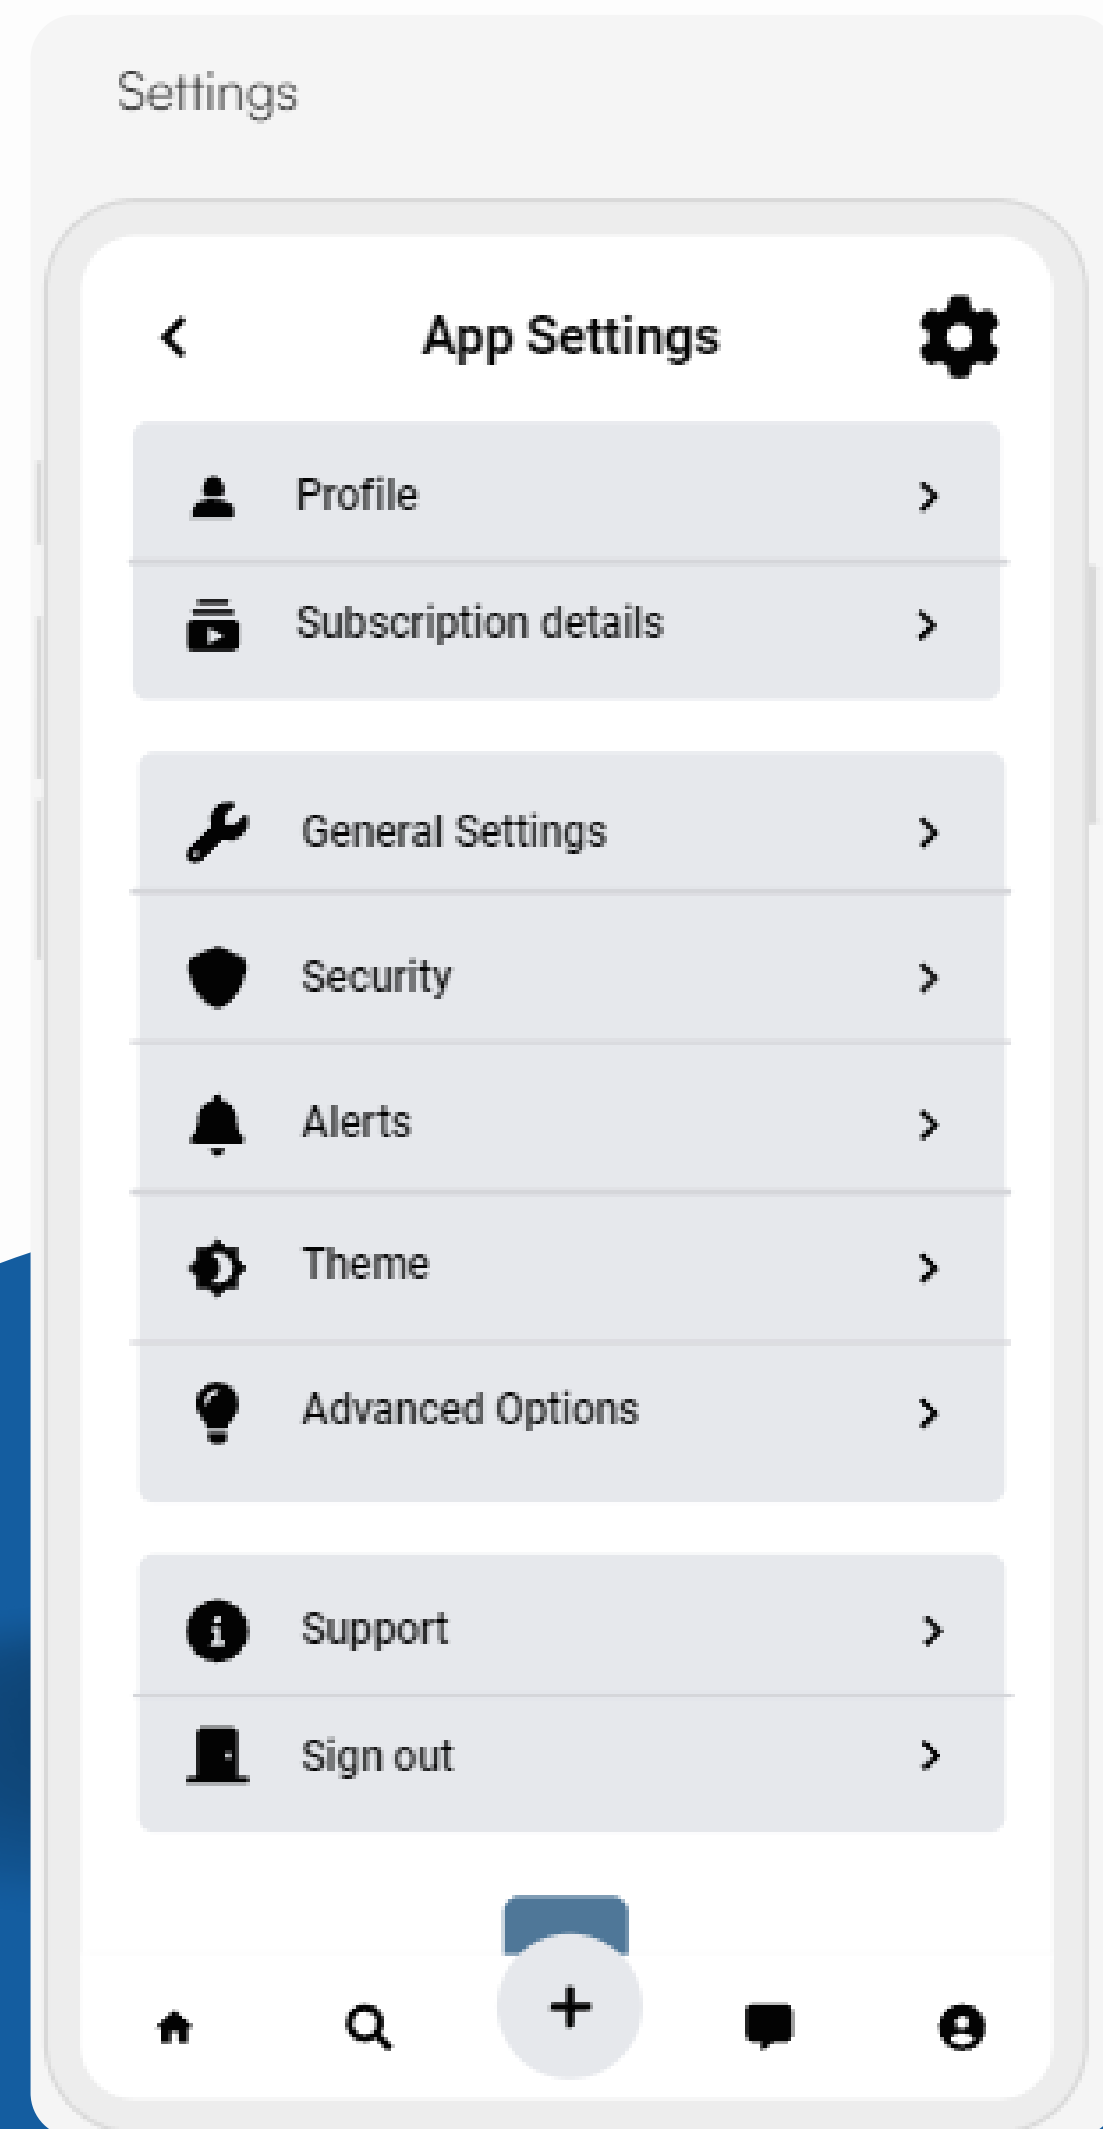 Settings
App Settings
Profile
Subscription details
General Settings
Security
Alerts
Theme
Advanced Options
Support
Sign out